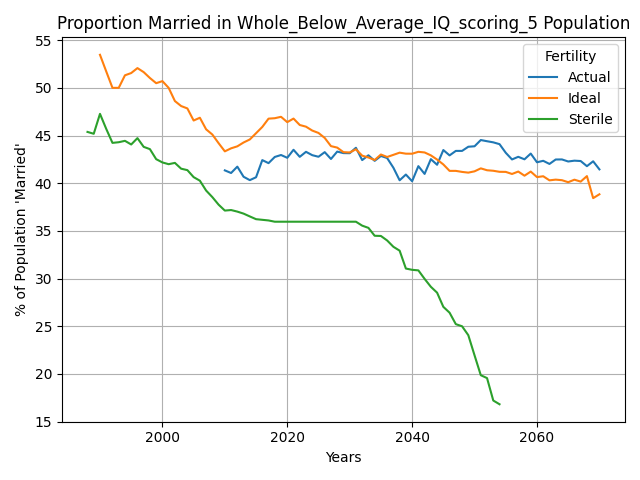 Proportion Married in Whole_Below_Average_IQ_scoring_5 Population
% of Population 'Married'
55
50
45
40
35
30
25
20
15
Fertility
Actual
Ideal
Sterile
2000
2020
2040
2060
Years